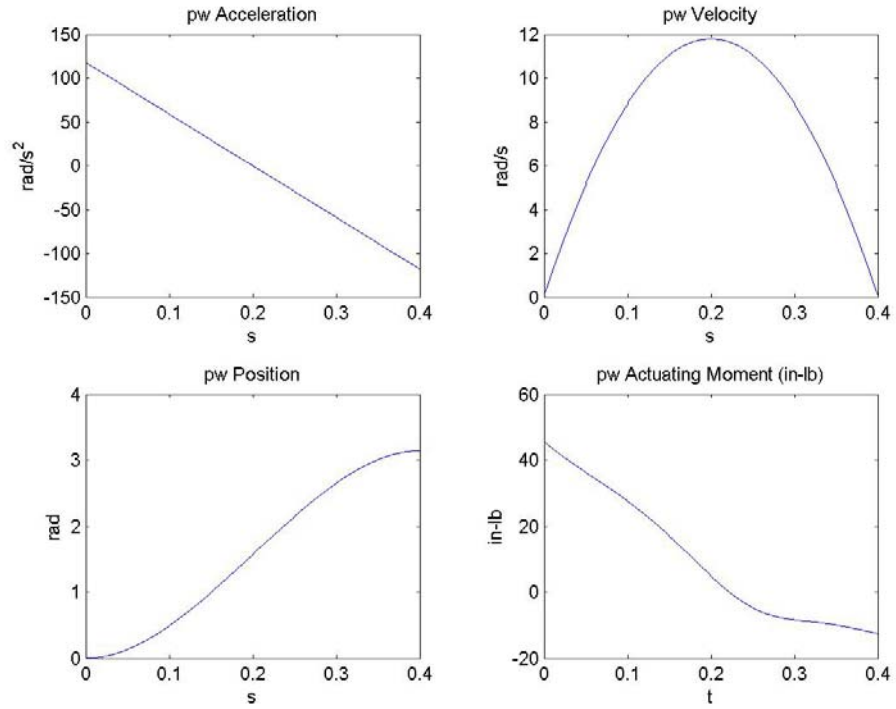 pw Acceleration
150
100
50
0
-50
-100
-150
rad/s²
0 0.1 0.2 0.3 0.4
s
pw Velocity
12
10
8
6
4
2
0
rad/s
0 0.1 0.2 0.3 0.4
s
pw Position
4
3
2
1
0
rad
0 0.1 0.2 0.3 0.4
s
pw Actuating Moment (in-lb)
60
40
20
0
-20
in-lb
0 0.1 0.2 0.3 0.4
t